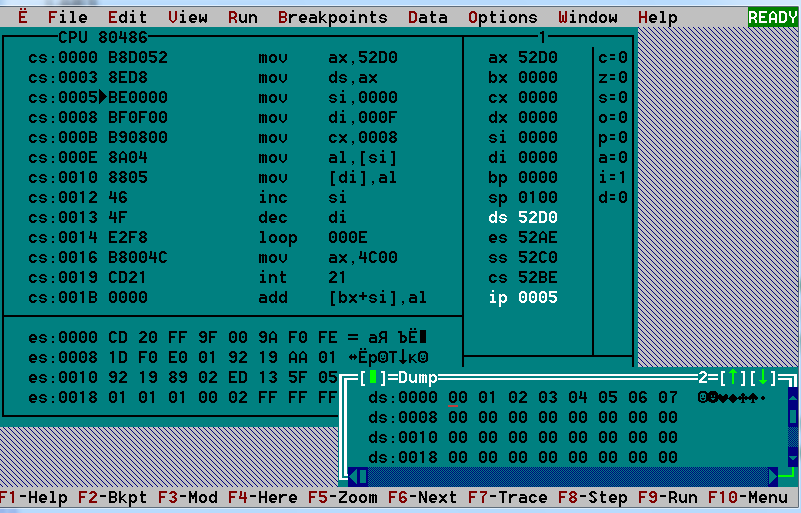 Ë File Edit View Run Breakpoints Data Options Window Help READY
CPU 80486 1
cs:0000 B8D052 mov ax,52D0 ax 52D0 c=0
cs:0003 8ED8 mov ds,ax bx 0000 z=0
cs:0005►BE0000 mov si,0000 cx 0000 s=0
cs:0008 BF0F00 mov di,000F dx 0000 o=0
cs:000B B90800 mov cx,0008 si 0000 p=0
cs:000E 8A04 mov al,[si] di 0000 a=0
cs:0010 8805 mov [di],al bp 0000 i=1
cs:0012 46 inc si sp 0100 d=0
cs:0013 4F dec di ds 52D0
cs:0014 E2F8 loop 000E es 52AE
cs:0016 B8004C mov ax,4C00 ss 52C0
cs:0019 CD21 int 21 cs 52BE
cs:001B 0000 add [bx+si],al ip 0005
es:0000 CD 20 FF 9F 00 9A F0 FE = аЯ ЪЁ■
es:0008 1D F0 E0 01 92 19 AA 01 ↔Ёр☺Т↓к☺
es:0010 92 19 89 02 ED 13 5F 05
es:0018 01 01 01 00 02 FF FF FF
[■]=Dump 2=[↑][↓]
ds:0000 00 01 02 03 04 05 06 07 ☺☻♥♦♣♠•
ds:0008 00 00 00 00 00 00 00 00
ds:0010 00 00 00 00 00 00 00 00
ds:0018 00 00 00 00 00 00 00 00
F1-Help F2-Bkpt F3-Mod F4-Here F5-Zoom F6-Next F7-Trace F8-Step F9-Run F10-Menu